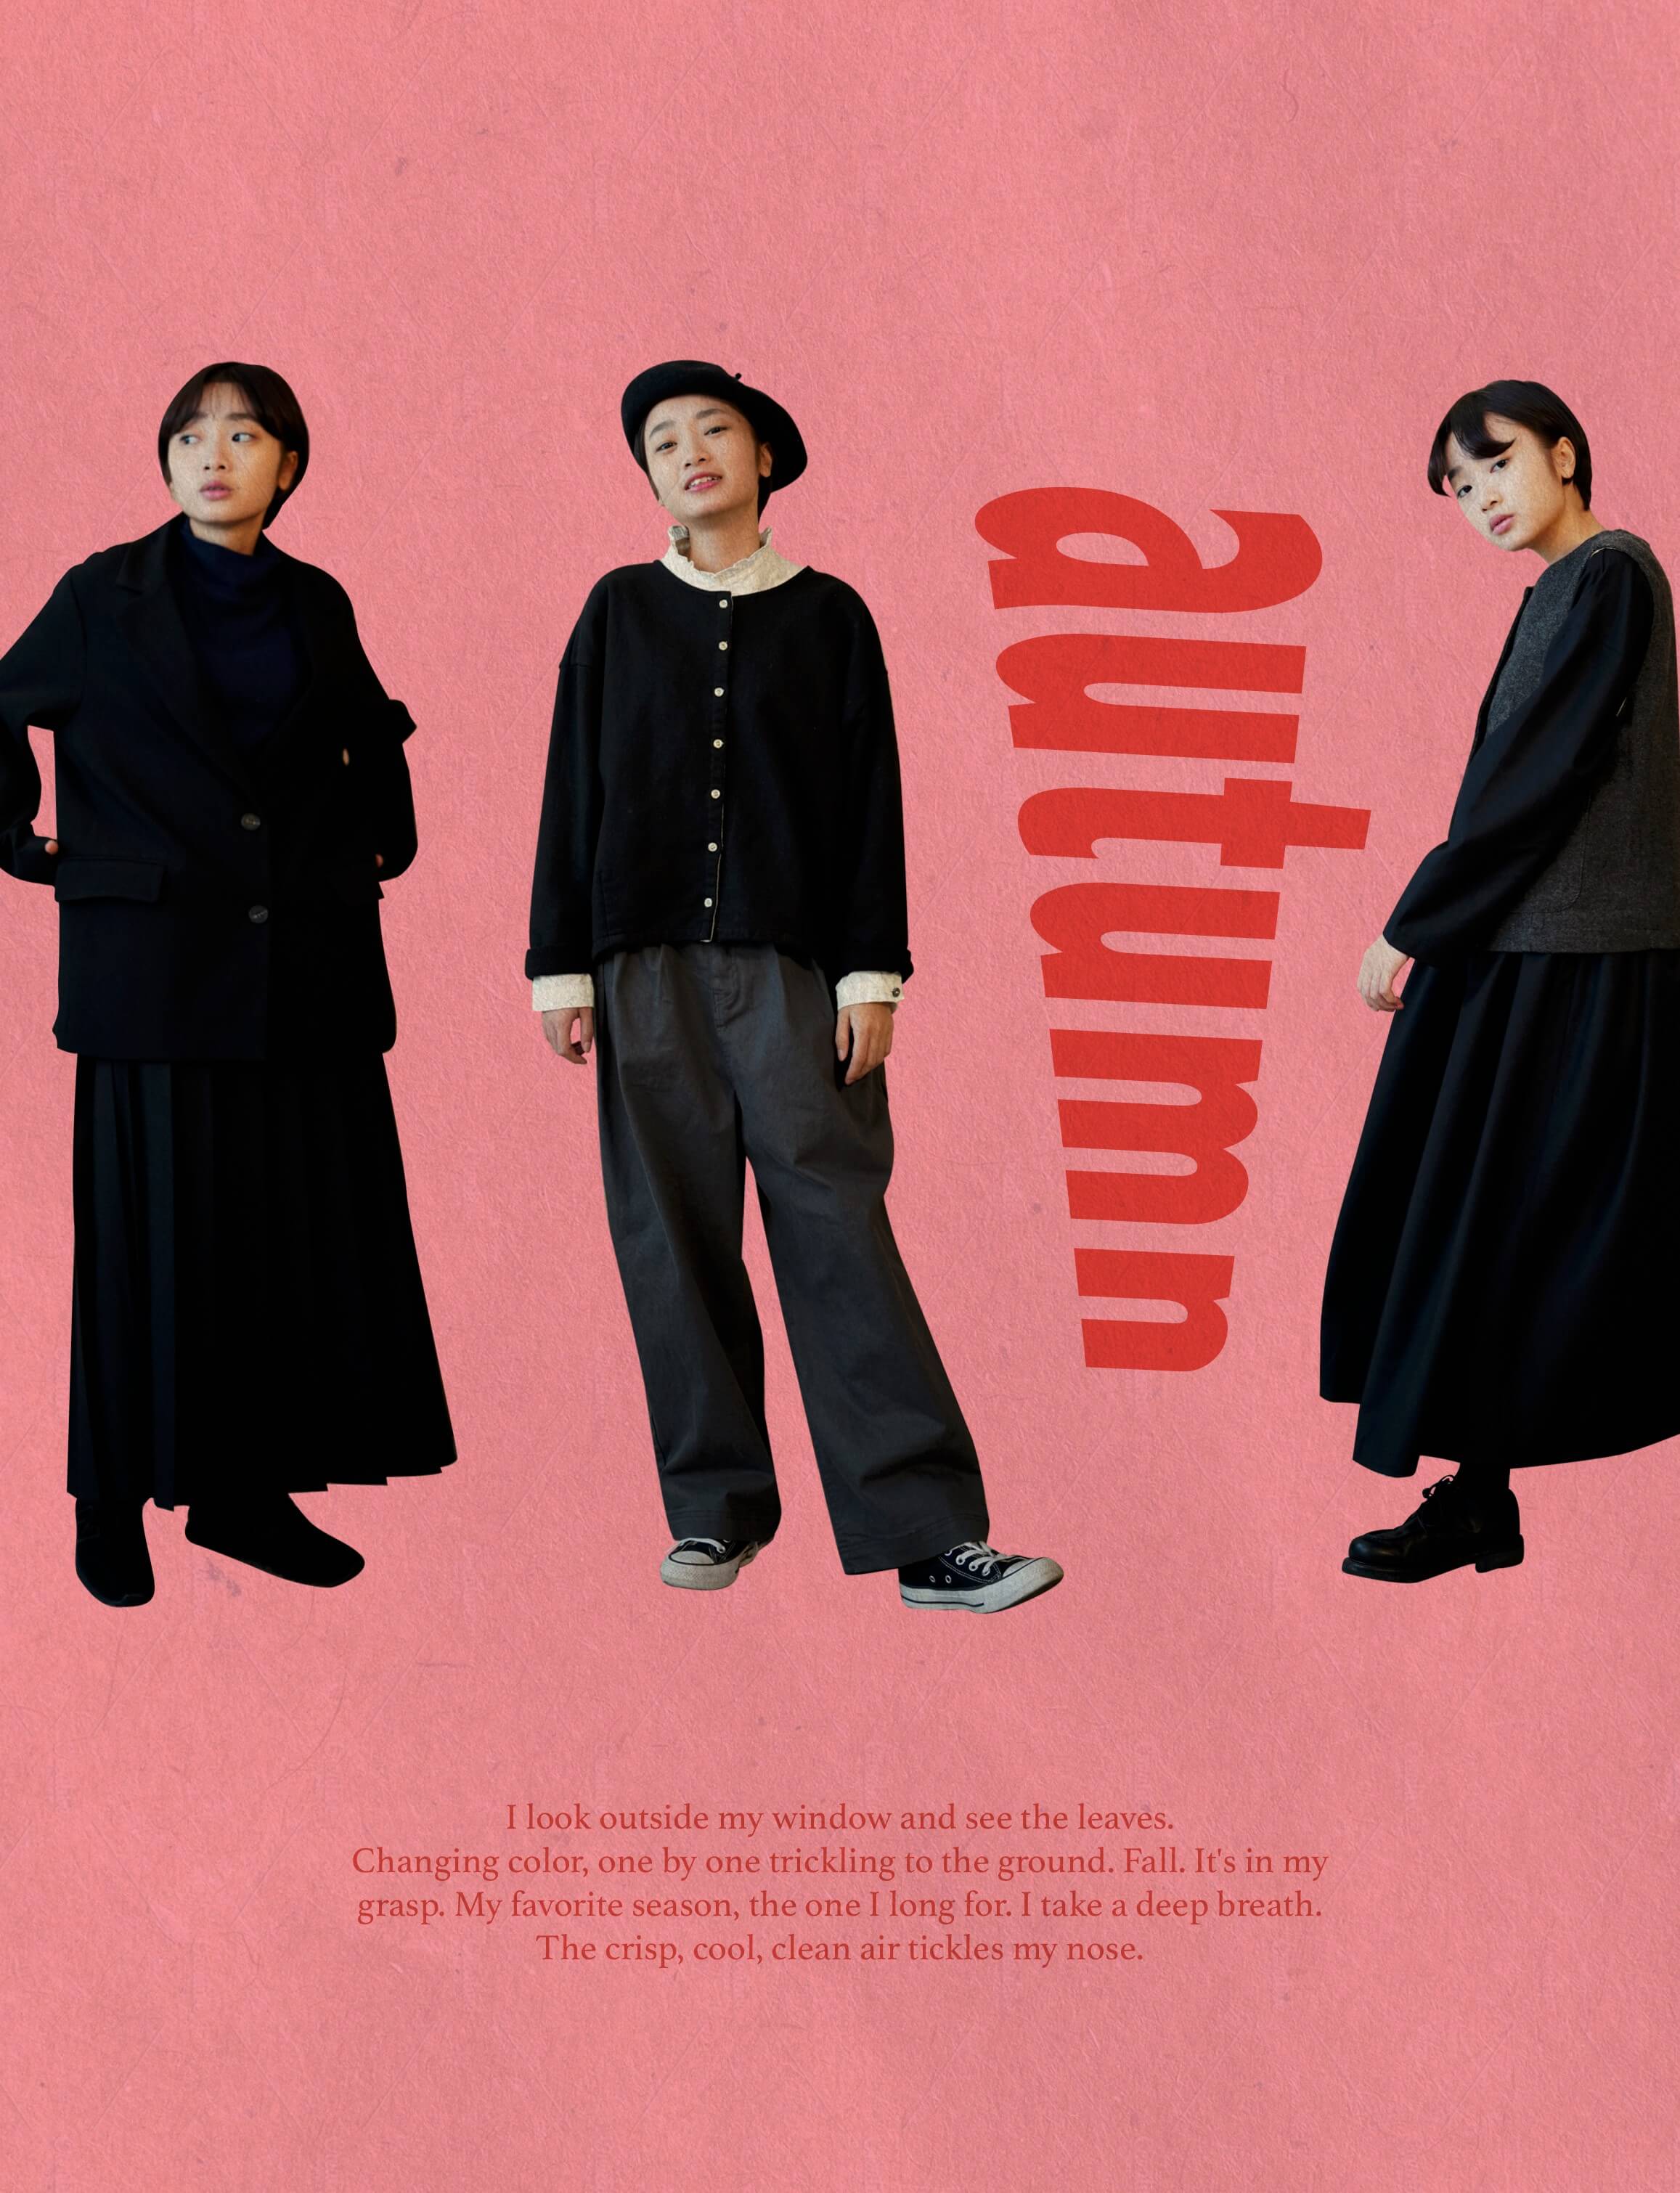 autumn
I look outside my window and see the leaves.
Changing color, one by one trickling to the ground. Fall. It's in my
grasp. My favorite season, the one I long for. I take a deep breath.
The crisp, cool, clean air tickles my nose.